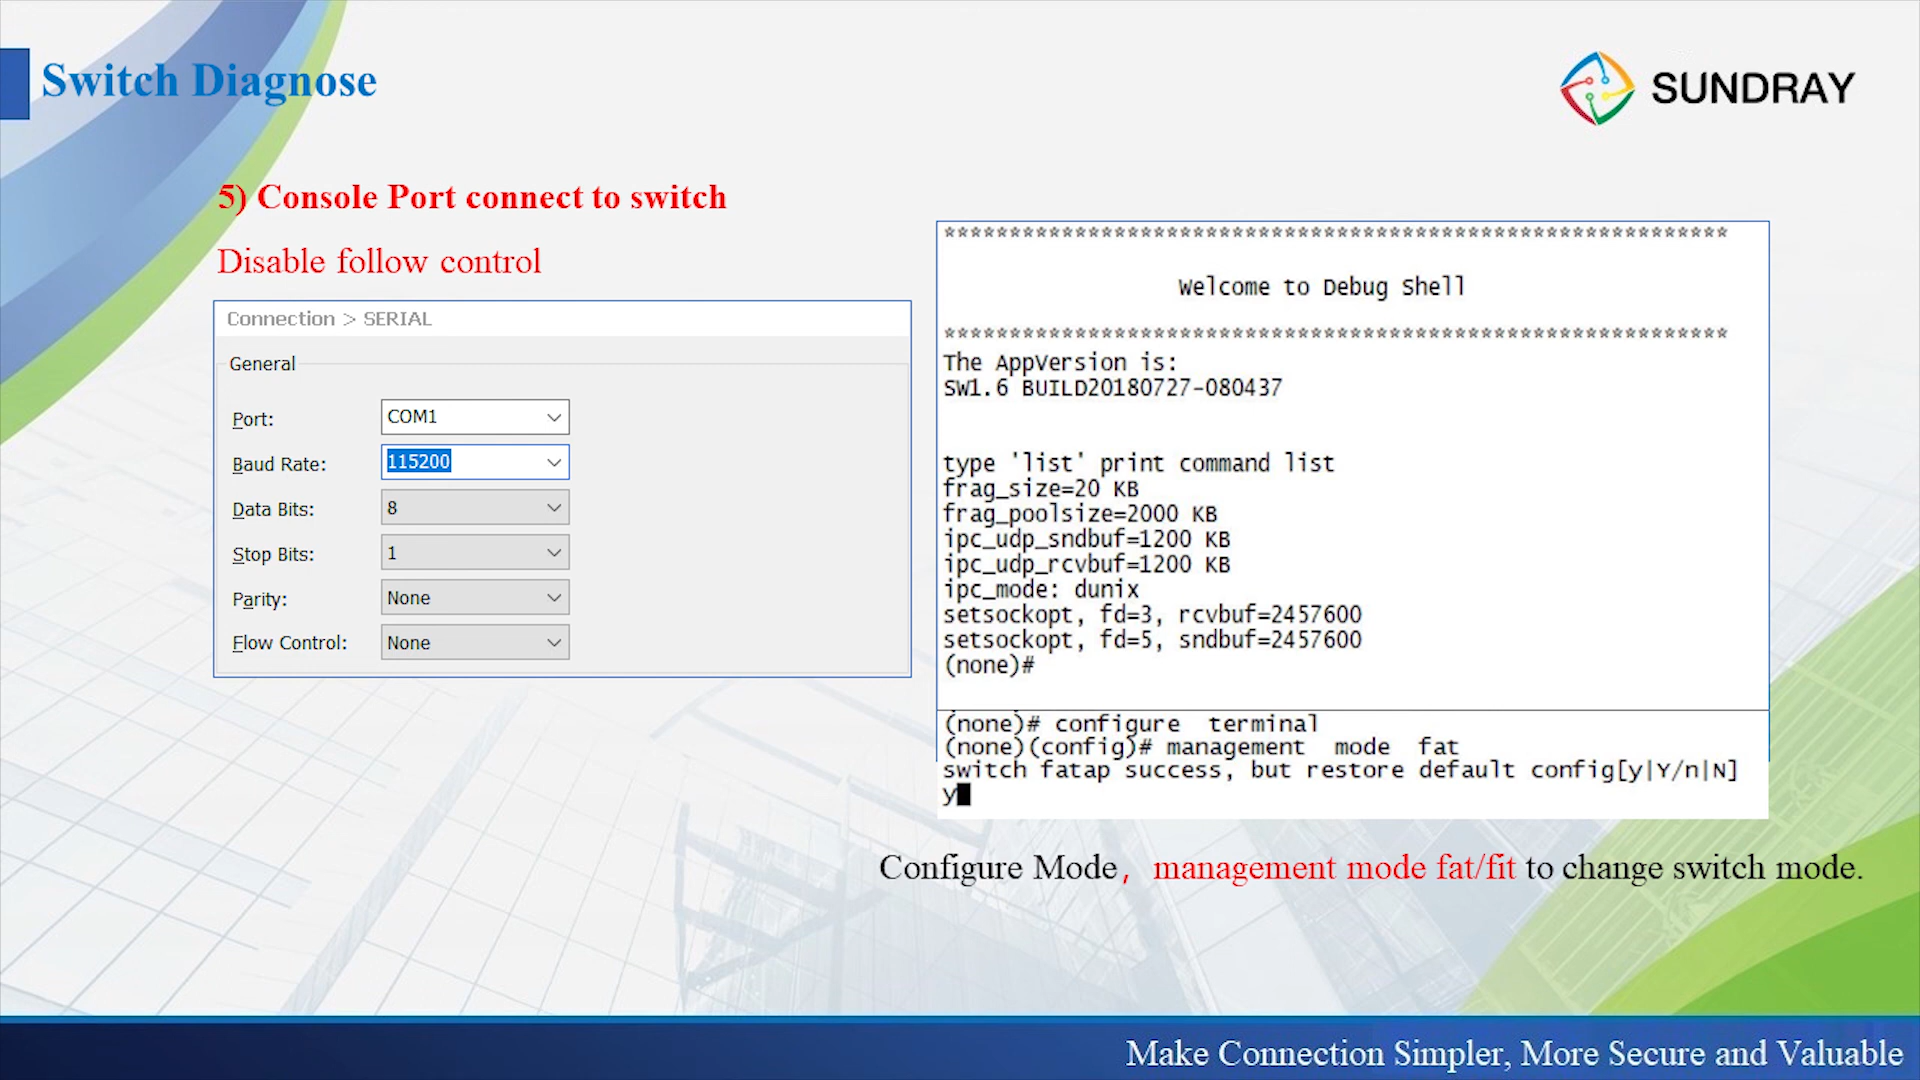 Switch Diagnose
SUNDRAY
5) Console Port connect to switch
Disable follow control
Connection > SERIAL
General
Port: COM1
Baud Rate: 115200
Data Bits: 8
Stop Bits: 1
Parity: None
Flow Control: None
************************************************************
Welcome to Debug Shell
************************************************************
The AppVersion is:
SW1.6 BUILD20180727-080437
type 'list' print command list
frag_size=20 KB
frag_poolsize=2000 KB
ipc_udp_sndbuf=1200 KB
ipc_udp_rcvbuf=1200 KB
ipc_mode: dunix
setsockopt, fd=3, rcvbuf=2457600
setsockopt, fd=5, sndbuf=2457600
(none)#
(none)# configure terminal
(none)(config)# management mode fat
switch fatap success, but restore default config[y|Y/n|N]
y
Configure Mode，management mode fat/fit to change switch mode.
Make Connection Simpler, More Secure and Valuable